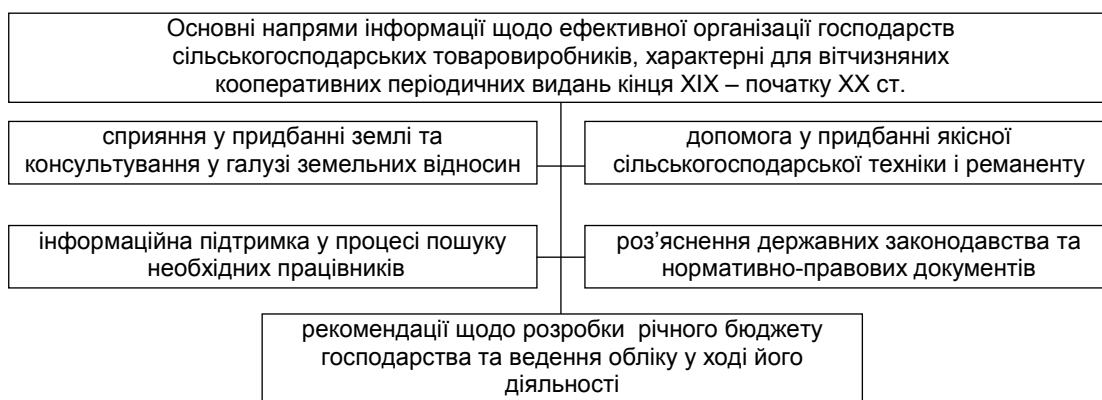 Основні напрями інформації щодо ефективної організації господарств
сільськогосподарських товаровиробників, характерні для вітчизняних
кооперативних періодичних видань кінця ХІХ – початку ХХ ст.
сприяння у придбанні землі та
консультування у галузі земельних відносин
допомога у придбанні якісної
сільськогосподарської техніки і реманенту
інформаційна підтримка у процесі пошуку
необхідних працівників
роз’яснення державних законодавства та
нормативно-правових документів
рекомендації щодо розробки  річного бюджету
господарства та ведення обліку у ході його
діяльності